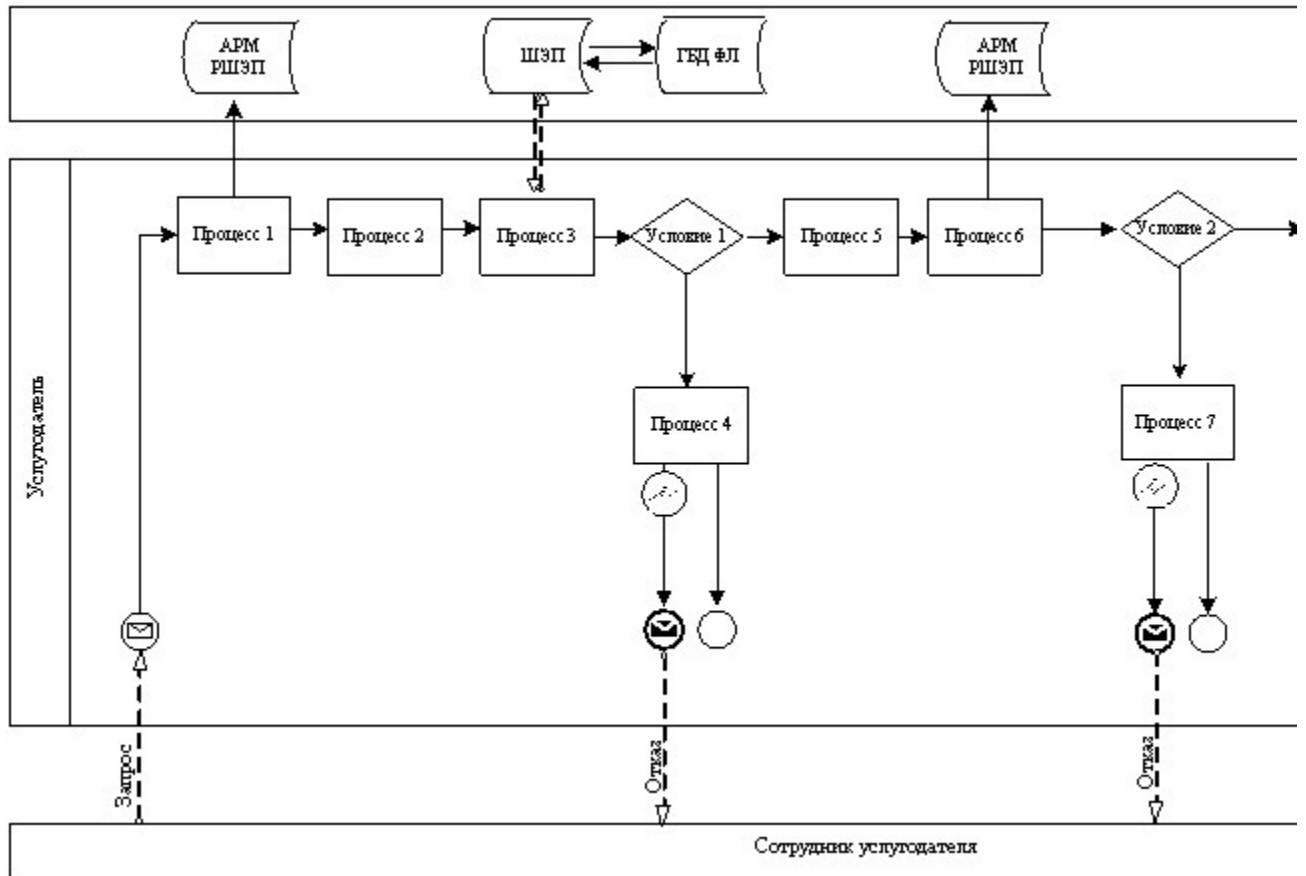 АРМ
РШЭП
ШЭП
ГБД ФЛ
АРМ
РШЭП
Услугодатель
Процесс 1
Процесс 2
Процесс 3
Условие 1
Процесс 5
Процесс 6
Условие 2
Процесс 4
Процесс 7
Запрос
Отказ
Отказ
Сотрудник услугодателя